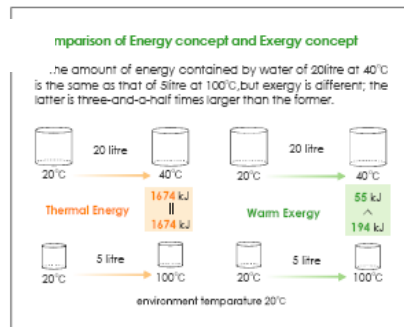 mparison of Energy concept and Exergy concept
he amount of energy contained by water of 20litre at 40°C
is the same as that of 5litre at 100°C,but exergy is different; the
latter is three-and-a-half times larger than the former.
20 litre 20 litre
20°C 40°C 20°C 40°C
Thermal Energy 1674 kJ || 1674 kJ Warm Exergy 55 kJ ^ 194 kJ
5 litre 5 litre
20°C 100°C 20°C 100°C
environment temparature 20°C